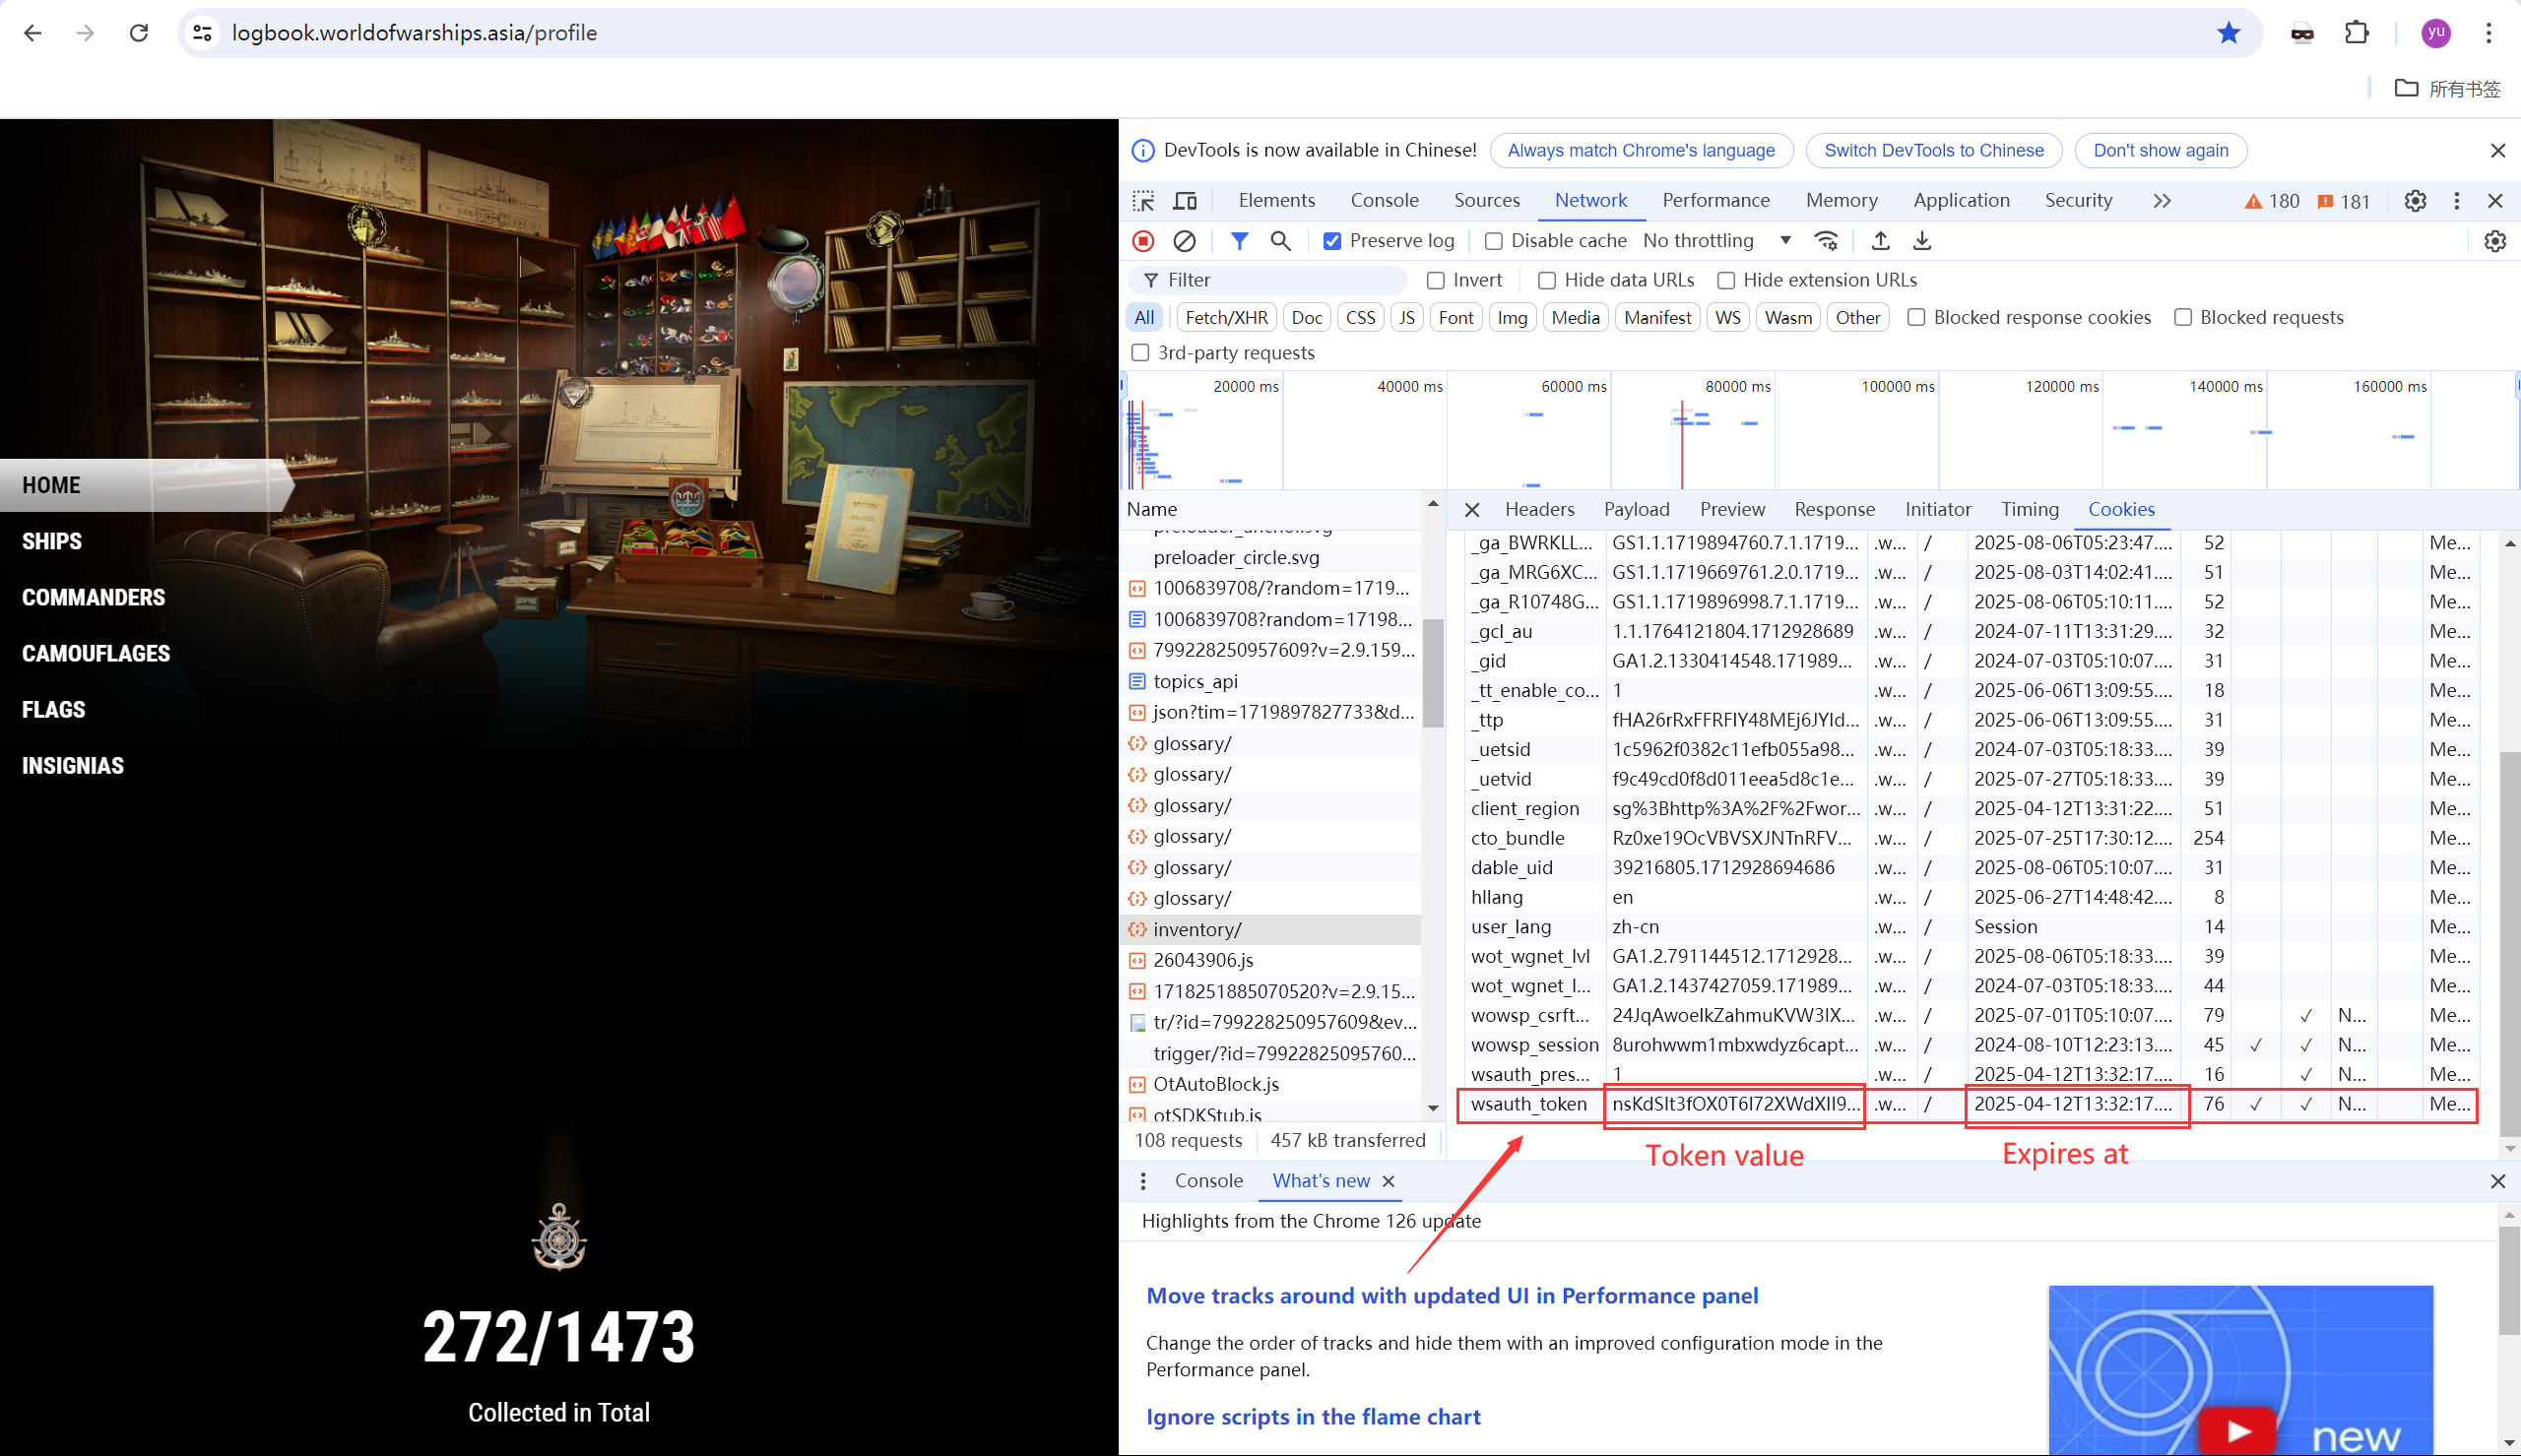 logbook.worldofwarships.asia/profile
yu
所有书签
DevTools is now available in Chinese! Always match Chrome's language Switch DevTools to Chinese Don't show again
Elements Console Sources Network Performance Memory Application Security 180 181
Preserve log Disable cache No throttling
Filter Invert Hide data URLs Hide extension URLs
All Fetch/XHR Doc CSS JS Font Img Media Manifest WS Wasm Other Blocked response cookies Blocked requests
3rd-party requests
20000 ms 40000 ms 60000 ms 80000 ms 100000 ms 120000 ms 140000 ms 160000 ms
HOME
SHIPS
COMMANDERS
CAMOUFLAGES
FLAGS
INSIGNIAS
272/1473
Collected in Total
Name
preloader_circle.svg
1006839708/?random=1719...
1006839708?random=17198...
799228250957609?v=2.9.159...
topics_api
json?tim=1719897827733&d...
glossary/
glossary/
glossary/
glossary/
glossary/
glossary/
inventory/
26043906.js
1718251885070520?v=2.9.15...
tr/?id=799228250957609&ev...
trigger/?id=79922825095760...
OtAutoBlock.js
otSDKStub.js
108 requests 457 kB transferred
Headers Payload Preview Response Initiator Timing Cookies
_ga_BWRKLL... GS1.1.1719894760.7.1.1719... .w... / 2025-08-06T05:23:47.... 52 Me...
_ga_MRG6XC... GS1.1.1719669761.2.0.1719... .w... / 2025-08-03T14:02:41.... 51 Me...
_ga_R10748G... GS1.1.1719896998.7.1.1719... .w... / 2025-08-06T05:10:11.... 52 Me...
_gcl_au 1.1.1764121804.1712928689 .w... / 2024-07-11T13:31:29.... 32 Me...
_gid GA1.2.1330414548.171989... .w... / 2024-07-03T05:10:07.... 31 Me...
_tt_enable_co... 1 .w... / 2025-06-06T13:09:55.... 18 Me...
_ttp fHA26rRxFFRFIY48MEj6JYId... .w... / 2025-06-06T13:09:55.... 31 Me...
_uetsid 1c5962f0382c11efb055a98... .w... / 2024-07-03T05:18:33.... 39 Me...
_uetvid f9c49cd0f8d011eea5d8c1e... .w... / 2025-07-27T05:18:33.... 39 Me...
client_region sg%3Bhttp%3A%2F%2Fwor... .w... / 2025-04-12T13:31:22.... 51 Me...
cto_bundle Rz0xe19OcVBVSXJNTnRFV... .w... / 2025-07-25T17:30:12.... 254 Me...
dable_uid 39216805.1712928694686 .w... / 2025-08-06T05:10:07.... 31 Me...
hllang en .w... / 2025-06-27T14:48:42.... 8 Me...
user_lang zh-cn .w... / Session 14 Me...
wot_wgnet_lvl GA1.2.791144512.1712928... .w... / 2025-08-06T05:18:33.... 39 Me...
wot_wgnet_l... GA1.2.1437427059.171989... .w... / 2024-07-03T05:18:33.... 44 Me...
wowsp_csrft... 24JqAwoelkZahmuKVW3lX... .w... / 2025-07-01T05:10:07.... 79 ✓ N... Me...
wowsp_session 8urohwwm1mbxwdyz6capt... .w... / 2024-08-10T12:23:13.... 45 ✓ ✓ N... Me...
wsauth_pres... 1 .w... / 2025-04-12T13:32:17.... 16 ✓ N... Me...
wsauth_token nsKdSIt3fOX0T6I72XWdXII9... .w... / 2025-04-12T13:32:17.... 76 ✓ ✓ N... Me...
Token value Expires at
Console What's new
Highlights from the Chrome 126 update
Move tracks around with updated UI in Performance panel
Change the order of tracks and hide them with an improved configuration mode in the
Performance panel.
Ignore scripts in the flame chart
new